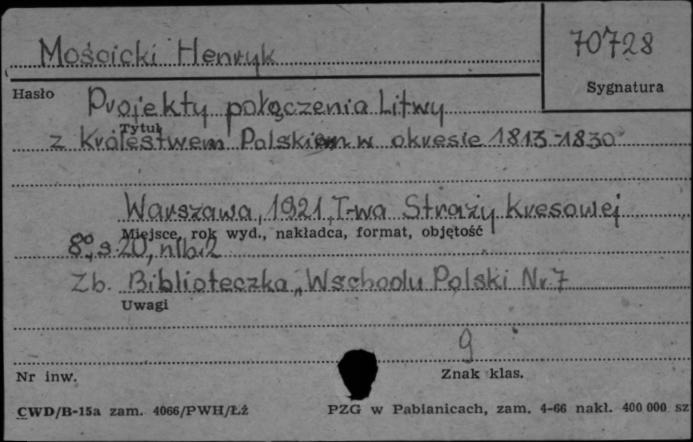 Mościcki Henryk
70728
Sygnatura
Hasło
Projekty połączenia Litwy
Tytuł
z Królestwem Polskiem w okresie 1813-1830
Warszawa, 1921, T-wa Straży Kresowej
Miejsce, rok wyd., nakładca, format, objętość
8°, s. 20, nlb. 2
Zb. Biblioteczka „Wschodu Polski Nr 7
Uwagi
9
Nr inw.
Znak klas.
CWD/B-15a zam. 4066/PWH/Łż
PZG w Pabianicach, zam. 4-66 nakł. 400 000 sz